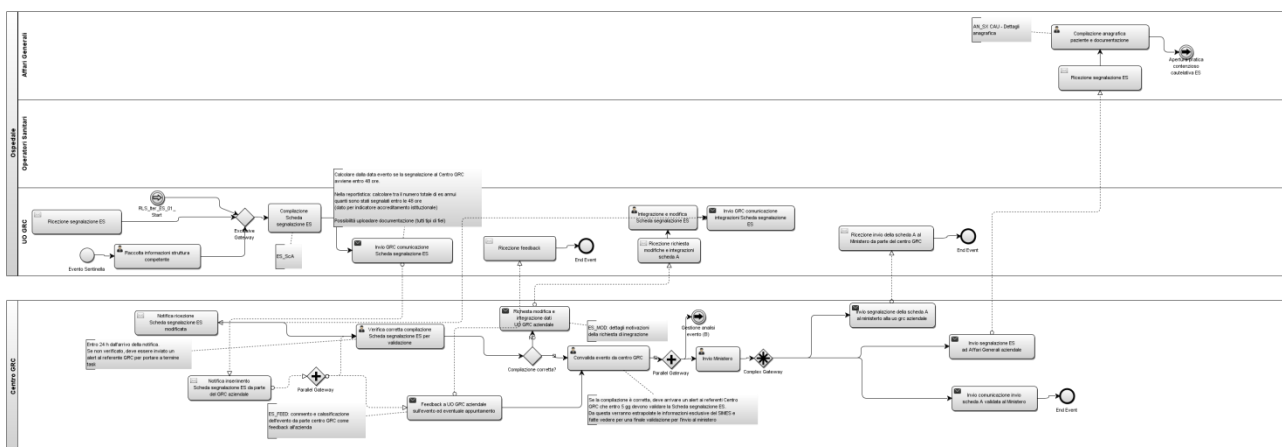 Ospedale
Affari Generali
AN_SX CAU - Dettagli
anagrafica
Compilazione anagrafica
paziente e documentazione
Apertura pratica
contenzioso
cautelativa ES
Ricezione segnalazione ES
Operatori Sanitari
UO GRC
Ricezione segnalazione ES
RLS_Iter_ES_01_
Start
Exclusive
Gateway
Evento Sentinella
Raccolta informazioni struttura
competente
Compilazione
Scheda
segnalazione ES
ES_ScA
Calcolare dalla data evento se la segnalazione al Centro GRC
avviene entro 48 ore.
Nella reportistica: calcolare tra il numero totale di es annui
quanti sono stati segnalati entro le 48 ore
(dato per indicatore accreditamento istituzionale)
Possibilità uploadare documentazione (tutti tipi di file)
Invio GRC comunicazione
Scheda segnalazione ES
Ricezione feedback
End Event
Integrazione e modifica
Scheda segnalazione ES
Invio GRC comunicazione
integrazioni Scheda segnalazione
ES
Ricezione richiesta
modifiche e integrazioni
scheda A
Ricezione invio della scheda A al
Ministero da parte del centro GRC
End Event
Centro GRC
Notifica ricezione
Scheda segnalazione ES
modificata
Entro 24 h dall'arrivo della notifica.
Se non verificato, deve essere inviato un
alert al referente GRC per portare a termine
task
Notifica inserimento
Scheda segnalazione ES da parte
del GRC aziendale
Parallel Gateway
ES_FEED: commento e calssificazione
dell'evento da parte centro GRC come
feedback all'azienda
Verifica corretta compilazione
Scheda segnalazione ES per
validazione
Feedback a UO GRC aziendale
sull'evento ed eventuale appuntamento
Richiesta modifica e
integrazione dati
UO GRC aziendale
ES_MOD: dettagli motivazioni
della richiesta di integrazione
Compilazione corretta?
Convalida evento da centro GRC
Gestione analisi
evento (B)
Parallel Gateway
Invio Ministero
Complex Gateway
Se la compilazione è corretta, deve arrivare un alert ai referenti Centro
GRC che entro 5 gg devono validare la Scheda segnalazione ES.
Da questa verranno estrapolate le informazioni esclusive del SIMES e
fatte vedere per una finale validazione per l'invio al ministero.
Invio segnalazione della scheda A
al ministero alla uo grc aziendale
Invio segnalazione ES
ad Affari Generali aziendale
Invio comunicazione invio
scheda A validata al Ministero
End Event